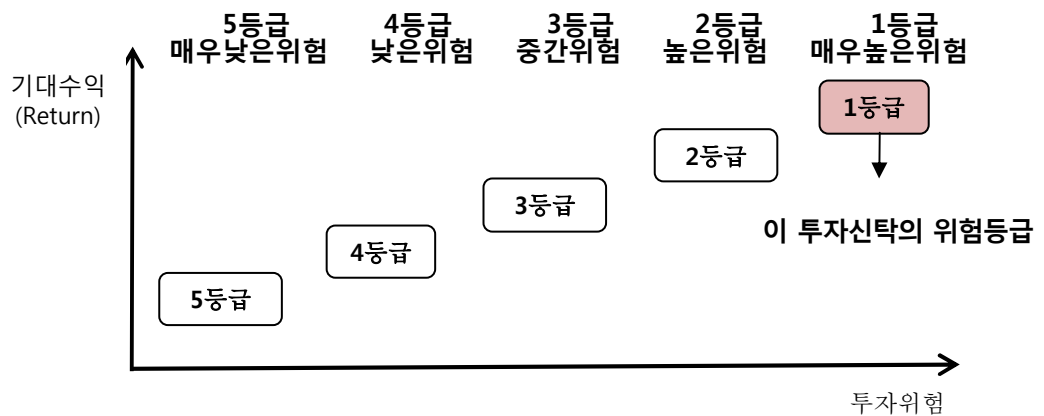 5등급 4등급 3등급 2등급 1등급
매우낮은위험 낮은위험 중간위험 높은위험 매우높은위험
기대수익
(Return)
1등급
2등급
3등급
이 투자신탁의 위험등급
4등급
5등급
투자위험